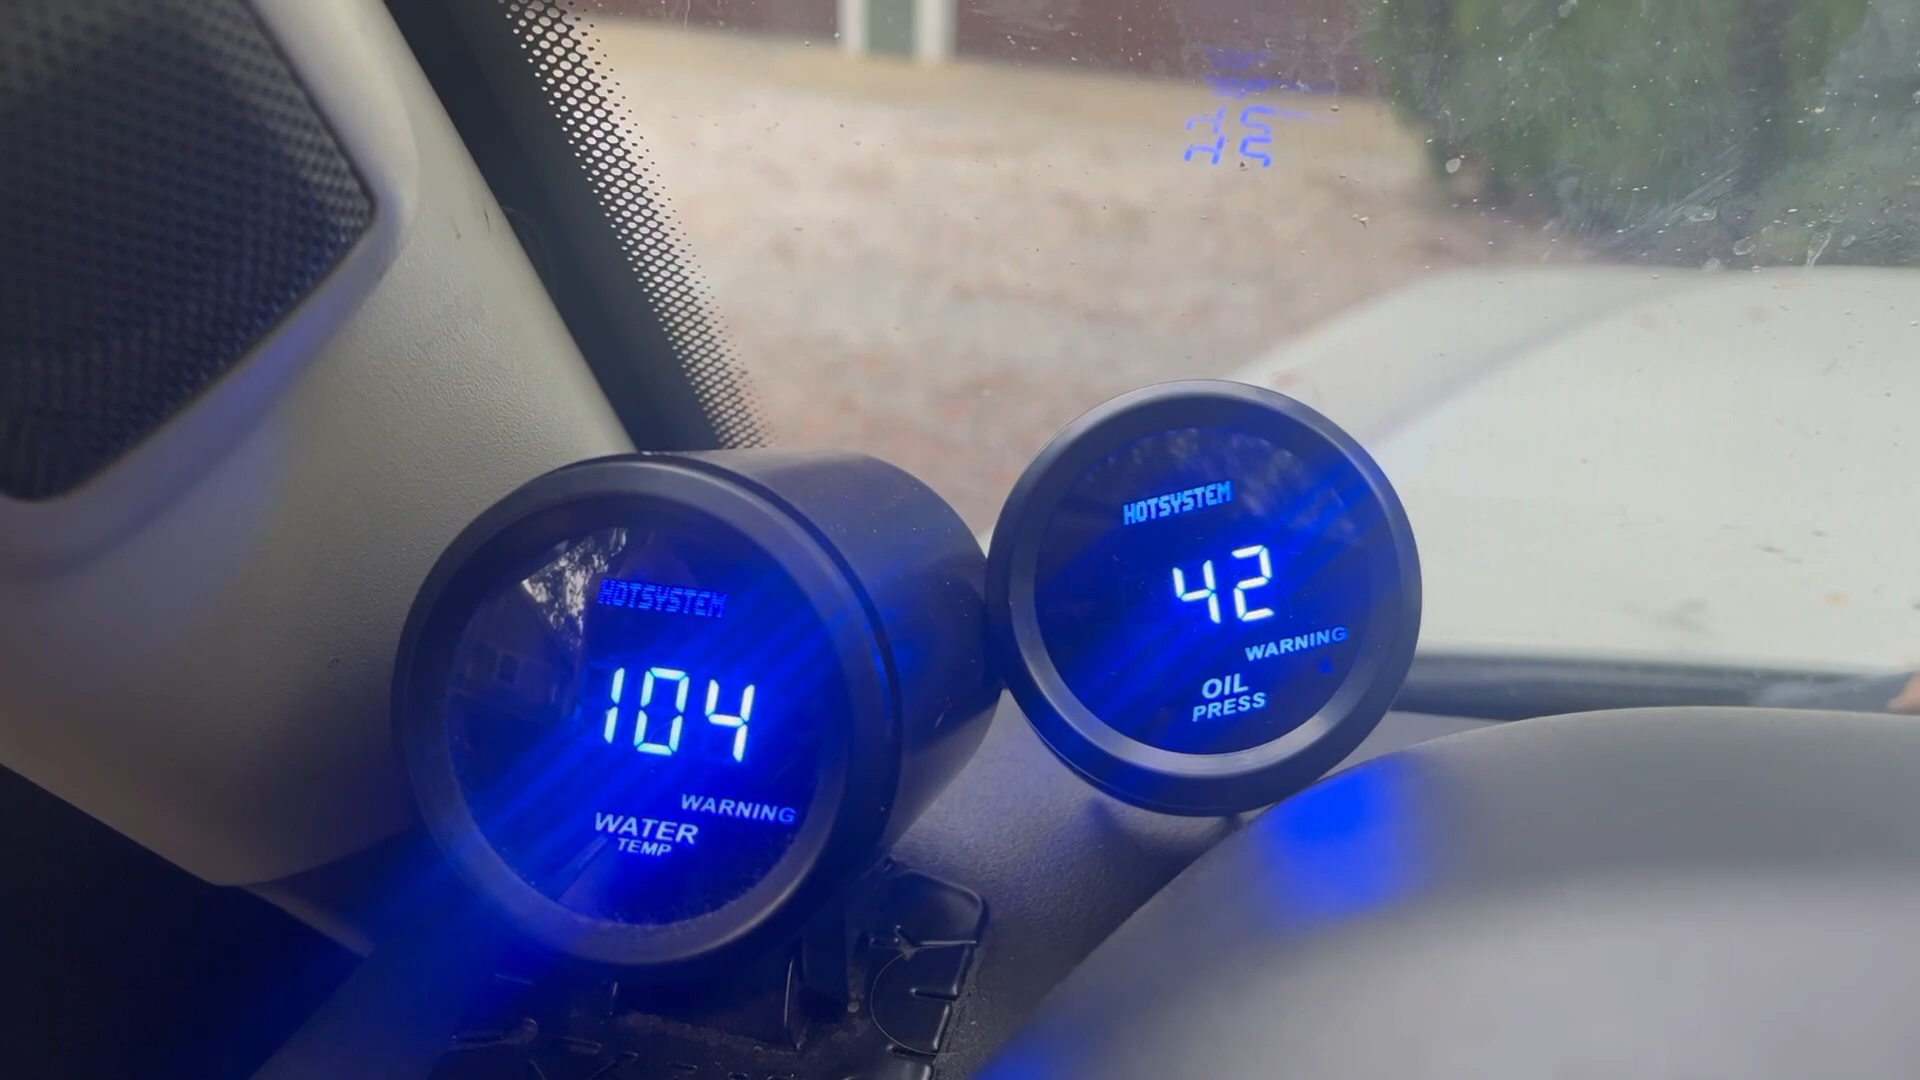 HOTSYSTEM
104
WARNING
WATER
TEMP
HOTSYSTEM
42
WARNING
OIL
PRESS